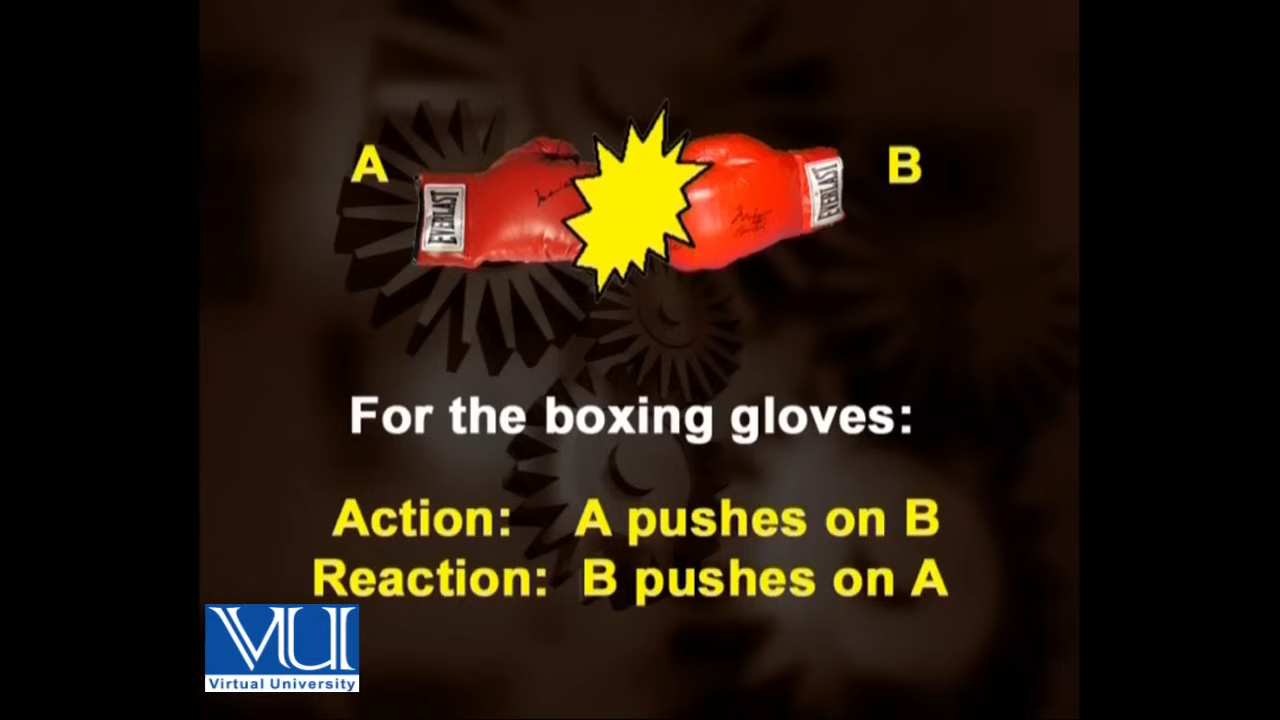 A
B
EVERLAST
EVERLAST
For the boxing gloves:
Action: A pushes on B
Reaction: B pushes on A
VU
Virtual University